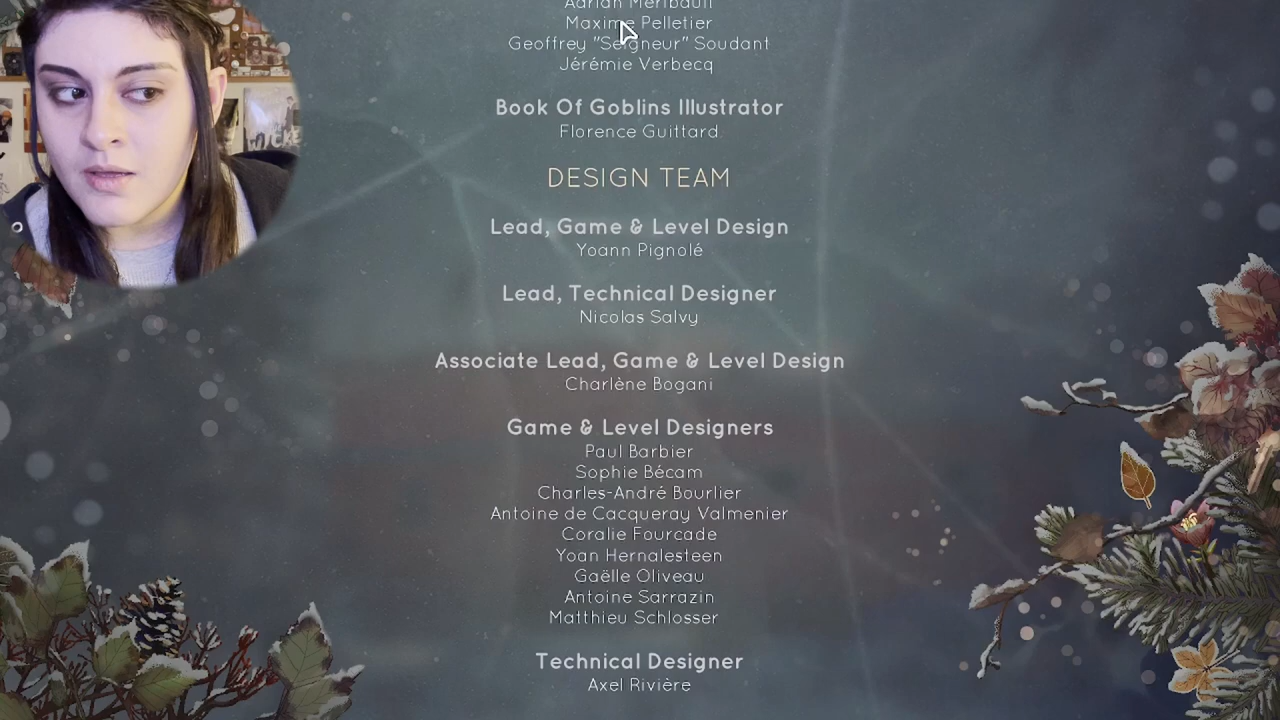 Adrian Meribault
Maxime Pelletier
Geoffrey "Seigneur" Soudant
Jérémie Verbecq
Book Of Goblins Illustrator
Florence Guittard
DESIGN TEAM
Lead, Game & Level Design
Yoann Pignolé
Lead, Technical Designer
Nicolas Salvy
Associate Lead, Game & Level Design
Charlène Bogani
Game & Level Designers
Paul Barbier
Sophie Bécam
Charles-André Bourlier
Antoine de Cacqueray Valmenier
Coralie Fourcade
Yoan Hernalesteen
Gaëlle Oliveau
Antoine Sarrazin
Matthieu Schlosser
Technical Designer
Axel Rivière